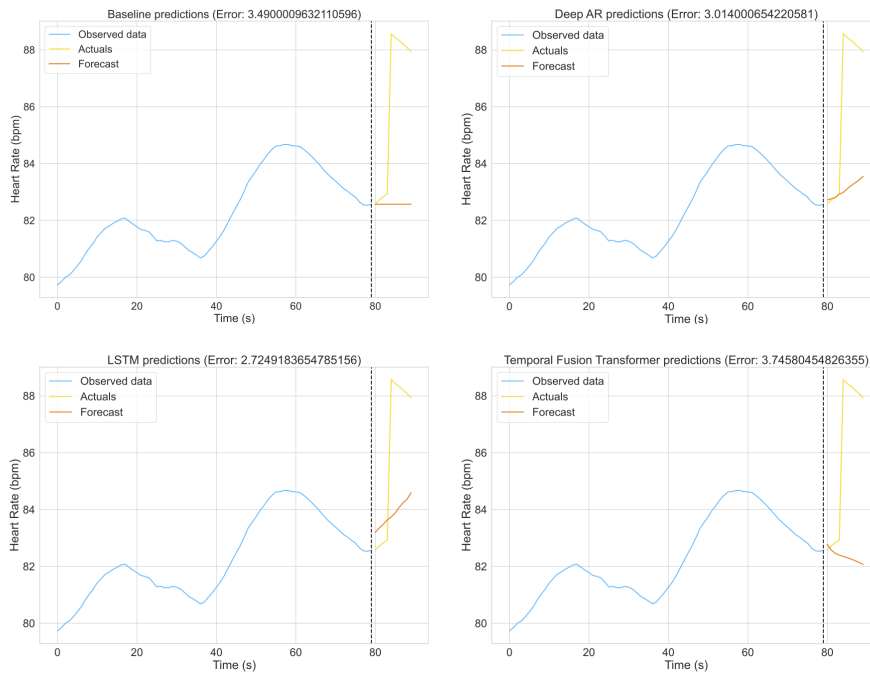 Baseline predictions (Error: 3.4900009632110596)
Observed data
Actuals
Forecast
88
86
84
82
80
Heart Rate (bpm)
0 20 40 60 80
Time (s)
Deep AR predictions (Error: 3.014000654220581)
Observed data
Actuals
Forecast
88
86
84
82
80
Heart Rate (bpm)
0 20 40 60 80
Time (s)
LSTM predictions (Error: 2.7249183654785156)
Observed data
Actuals
Forecast
88
86
84
82
80
Heart Rate (bpm)
0 20 40 60 80
Time (s)
Temporal Fusion Transformer predictions (Error: 3.74580454826355)
Observed data
Actuals
Forecast
88
86
84
82
80
Heart Rate (bpm)
0 20 40 60 80
Time (s)